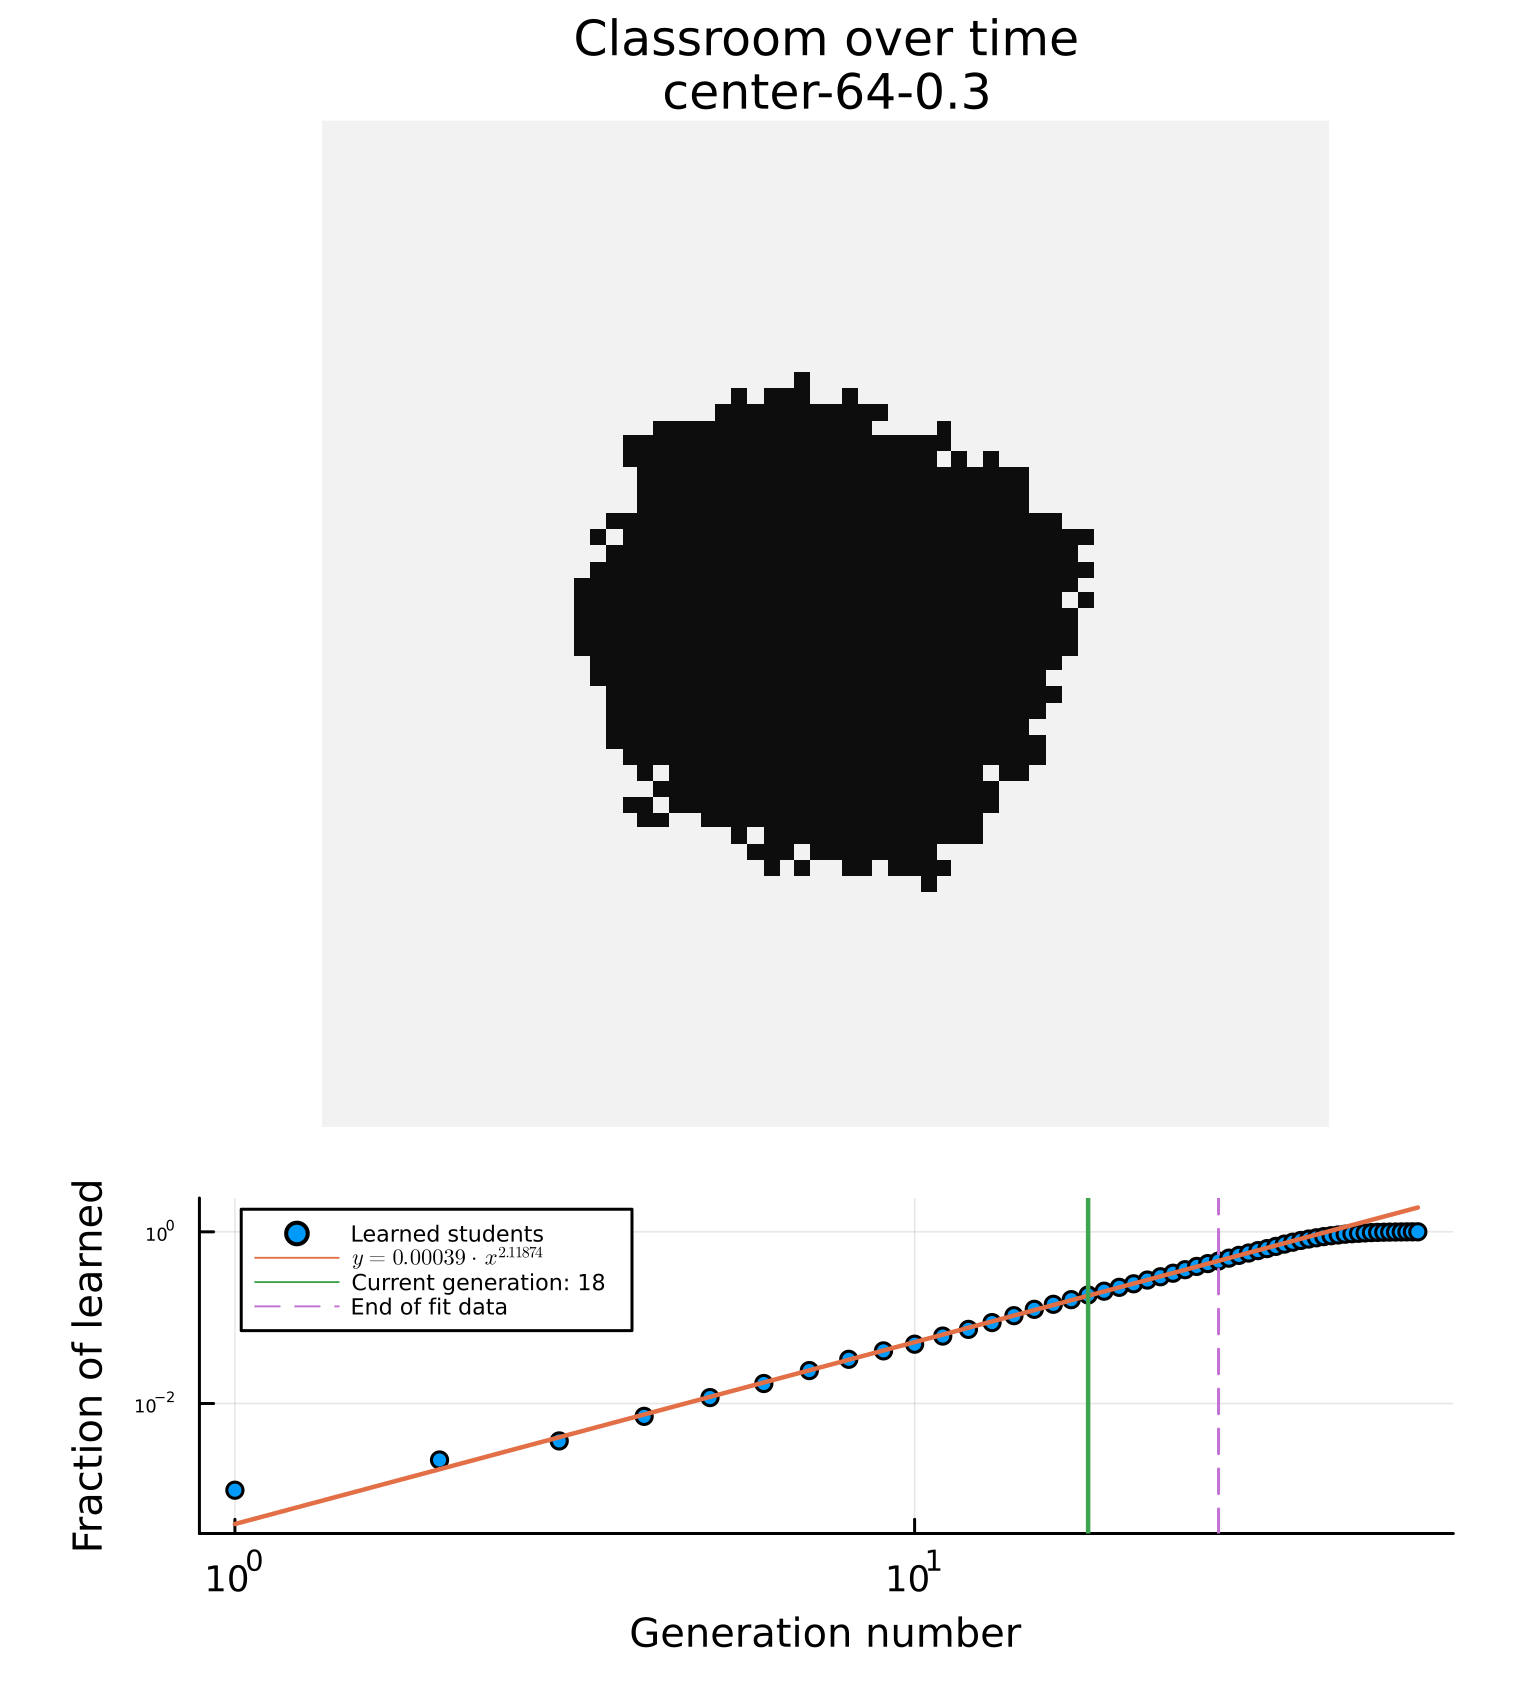 Classroom over time
center-64-0.3
Fraction of learned
10⁰
10⁻²
Learned students
y = 0.00039 · x^2.11874
Current generation: 18
End of fit data
10⁰
10¹
Generation number